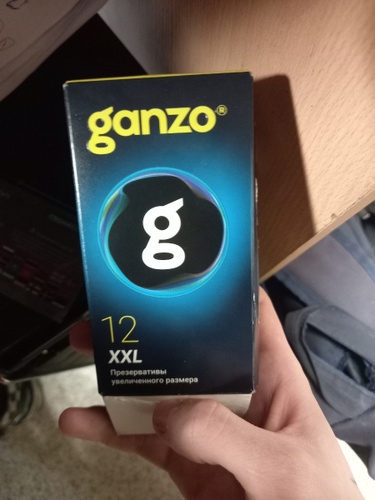 ganzo®
g
12
XXL
Презервативы
увеличенного размера